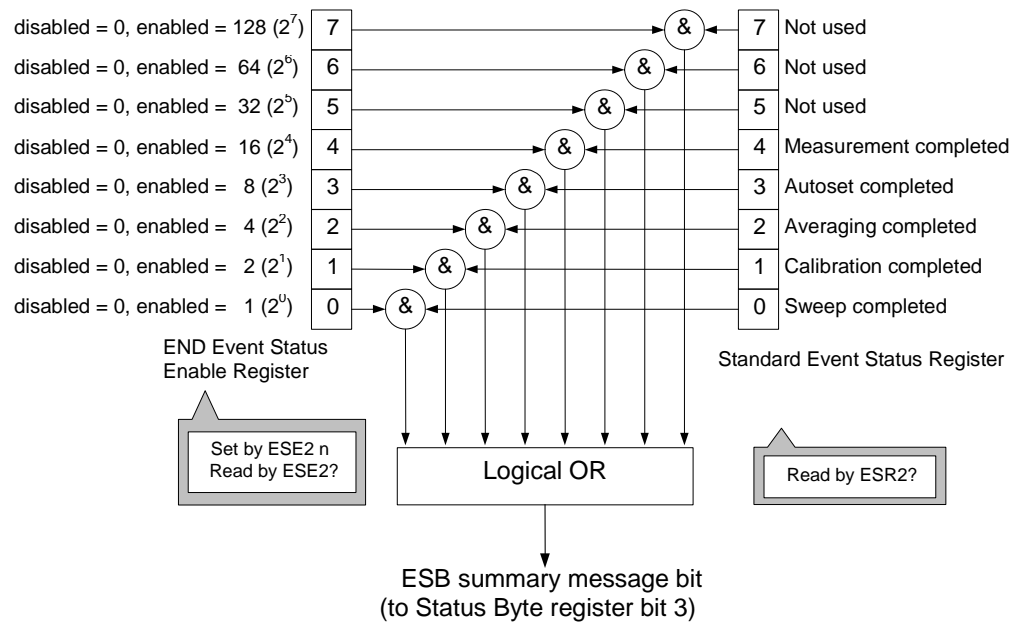 disabled = 0, enabled = 128 (2⁷) 7 & 7 Not used
disabled = 0, enabled = 64 (2⁶) 6 & 6 Not used
disabled = 0, enabled = 32 (2⁵) 5 & 5 Not used
disabled = 0, enabled = 16 (2⁴) 4 & 4 Measurement completed
disabled = 0, enabled = 8 (2³) 3 & 3 Autoset completed
disabled = 0, enabled = 4 (2²) 2 & 2 Averaging completed
disabled = 0, enabled = 2 (2¹) 1 & 1 Calibration completed
disabled = 0, enabled = 1 (2⁰) 0 & 0 Sweep completed
END Event Status
Enable Register
Standard Event Status Register
Set by ESE2 n
Read by ESE2?
Logical OR
Read by ESR2?
ESB summary message bit
(to Status Byte register bit 3)